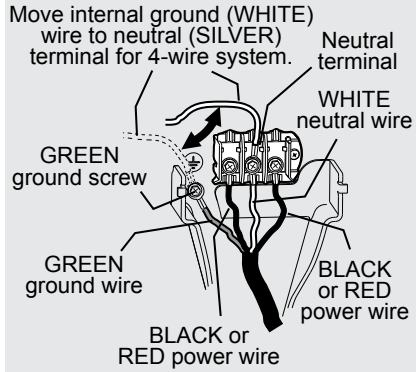 Move internal ground (WHITE)
wire to neutral (SILVER)
terminal for 4-wire system.
Neutral
terminal
WHITE
neutral wire
GREEN
ground screw
GREEN
ground wire
BLACK
or RED
power wire
BLACK or
RED power wire